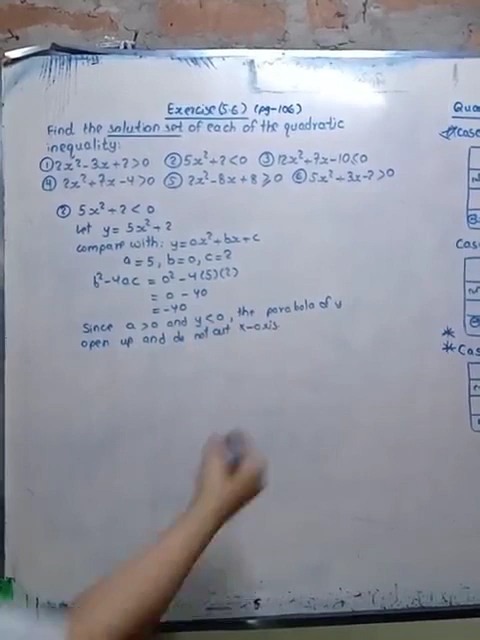 Exercise (5.6) (pg-106)
Find the solution set of each of the quadratic
inequality:
① 2x²-3x+2>0 ② 5x²+2<0 ③ 12x²+7x-10≤0
④ 2x²+7x-4>0 ⑤ 2x²-8x+8≥0 ⑥ 5x²+3x-2>0
② 5x²+2<0
Let y = 5x²+2
compare with: y=ax²+bx+c
a=5, b=0, c=2
b²-4ac = 0²-4(5)(2)
= 0-40
= -40
Since a>0 and y<0, the parabola of y
open up and do not cut x-axis
Qua
*Case
Cas
*
*Cas